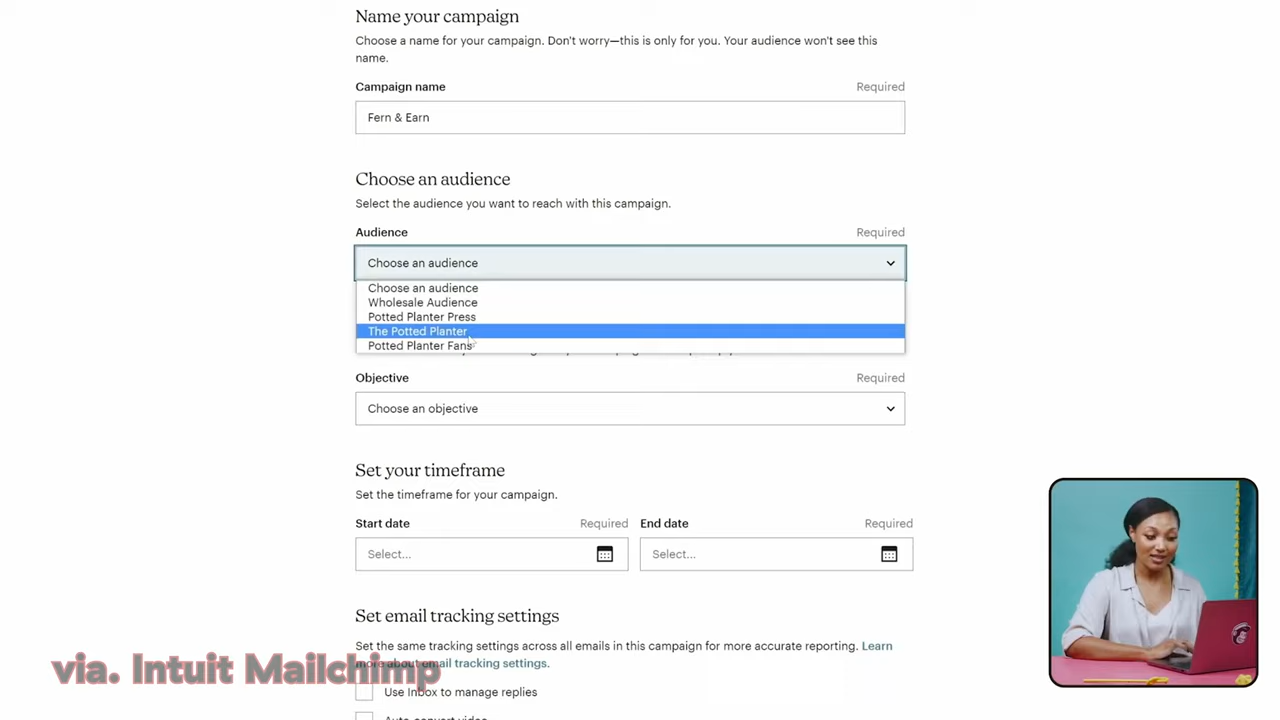 Name your campaign
Choose a name for your campaign. Don't worry—this is only for you. Your audience won't see this
name.
Campaign name Required
Fern & Earn
Choose an audience
Select the audience you want to reach with this campaign.
Audience Required
Choose an audience
Choose an audience
Wholesale Audience
Potted Planter Press
The Potted Planter
Potted Planter Fans
Objective Required
Choose an objective
Set your timeframe
Set the timeframe for your campaign.
Start date Required End date Required
Select... Select...
Set email tracking settings
Set the same tracking settings across all emails in this campaign for more accurate reporting. Learn
more about email tracking settings.
via. Intuit Mailchimp
Use Inbox to manage replies
Auto-convert video